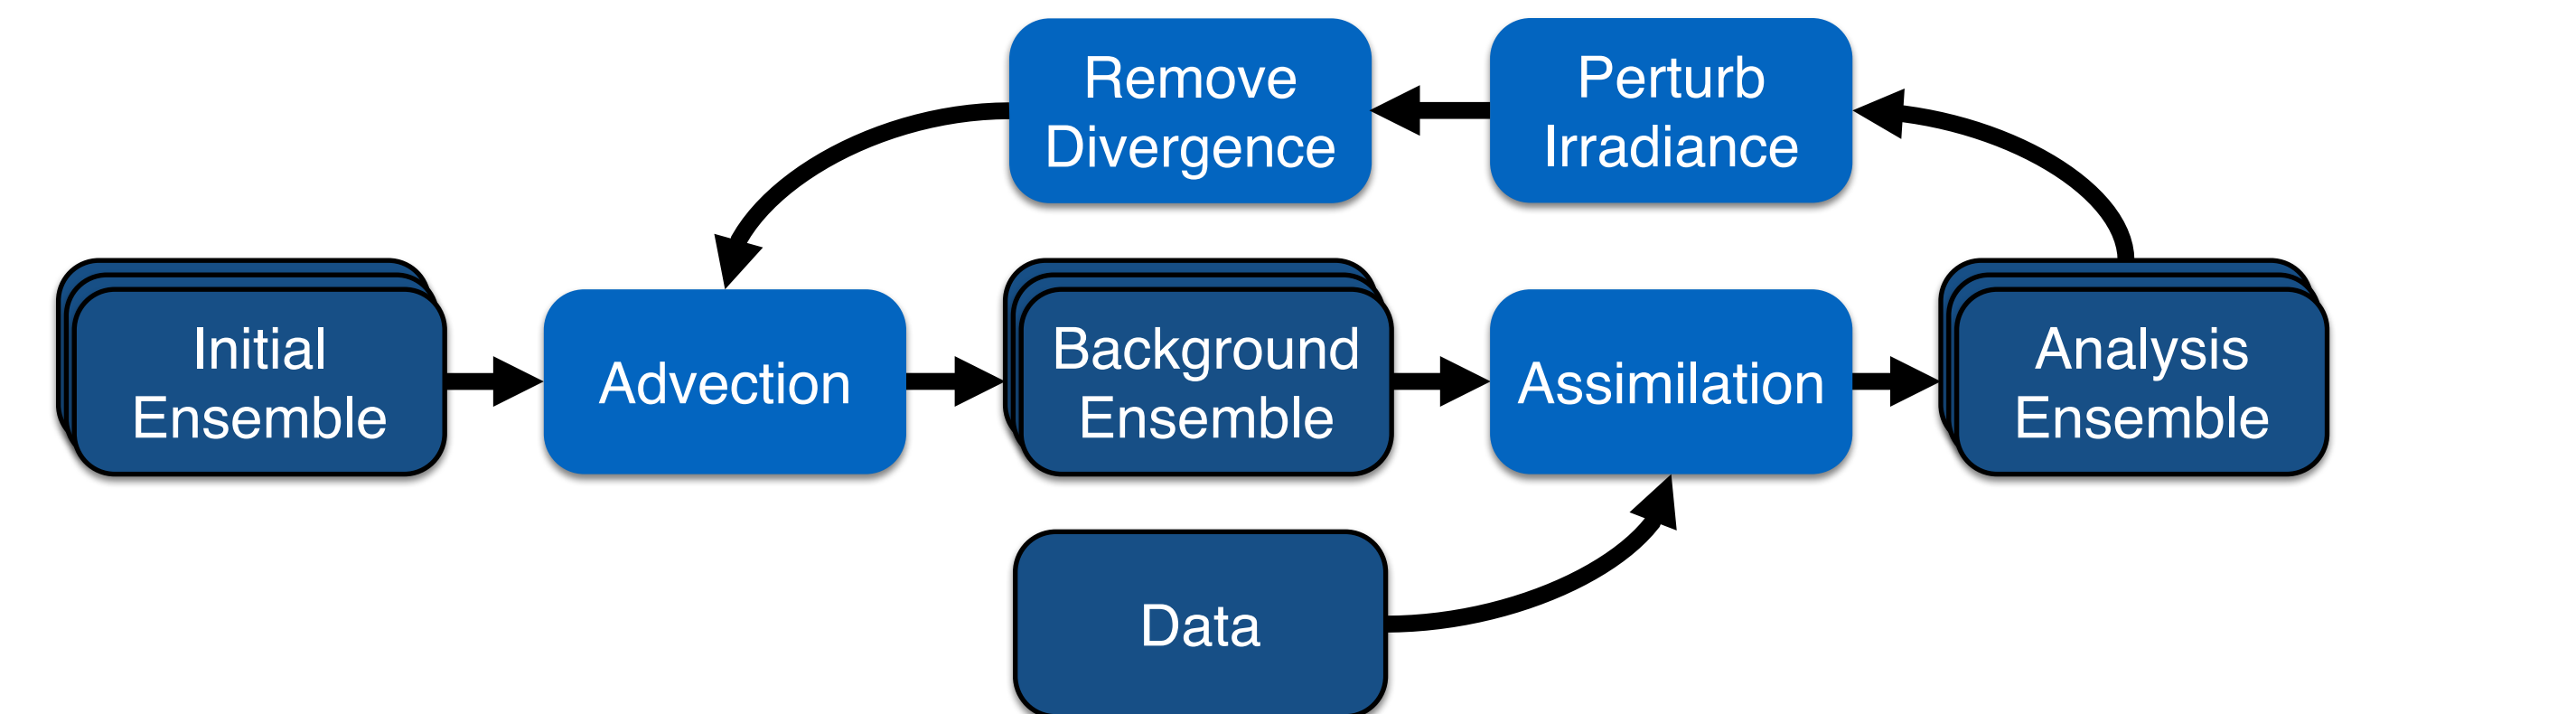 Remove
Divergence
Perturb
Irradiance
Initial
Ensemble
Advection
Background
Ensemble
Assimilation
Analysis
Ensemble
Data